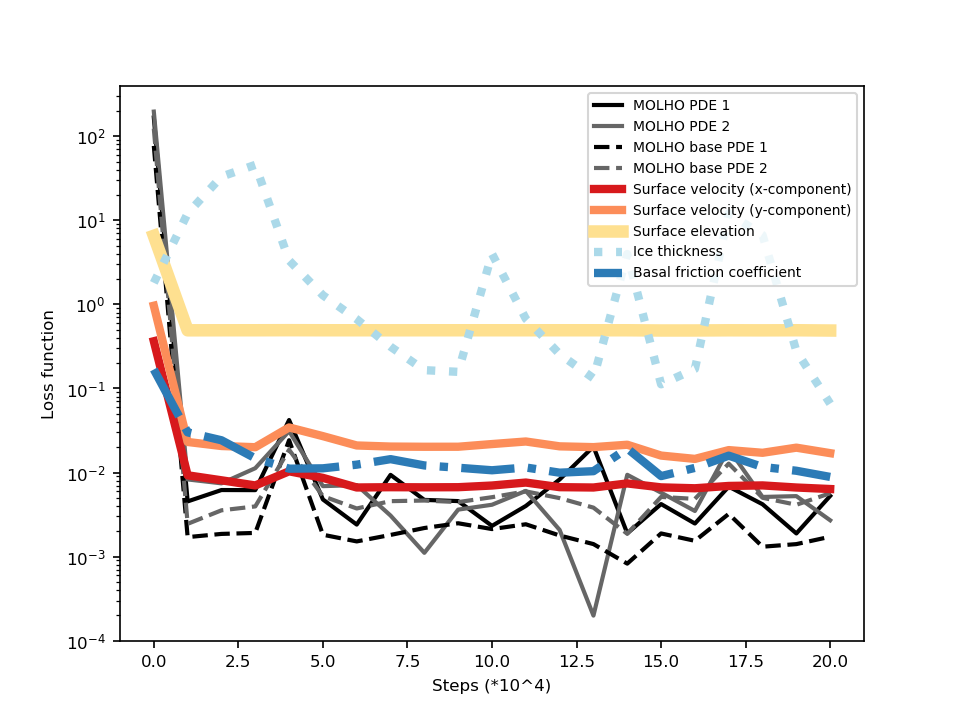 MOLHO PDE 1
MOLHO PDE 2
MOLHO base PDE 1
MOLHO base PDE 2
Surface velocity (x-component)
Surface velocity (y-component)
Surface elevation
Ice thickness
Basal friction coefficient
Loss function
10^2
10^1
10^0
10^−1
10^−2
10^−3
10^−4
0.0 2.5 5.0 7.5 10.0 12.5 15.0 17.5 20.0
Steps (*10^4)